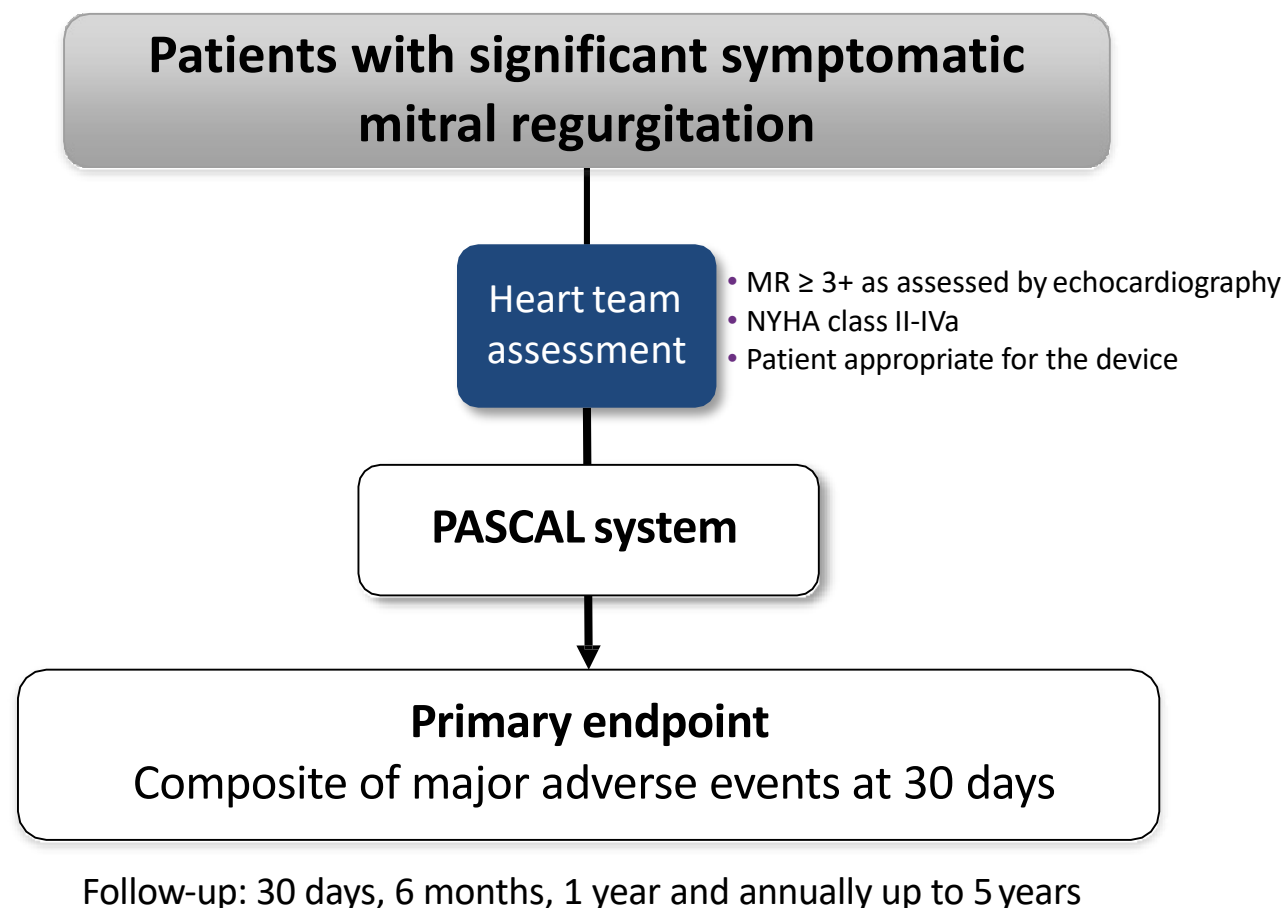 Patients with significant symptomatic
mitral regurgitation
Heart team
assessment
• MR ≥ 3+ as assessed by echocardiography
• NYHA class II-IVa
• Patient appropriate for the device
PASCAL system
Primary endpoint
Composite of major adverse events at 30 days
Follow-up: 30 days, 6 months, 1 year and annually up to 5 years